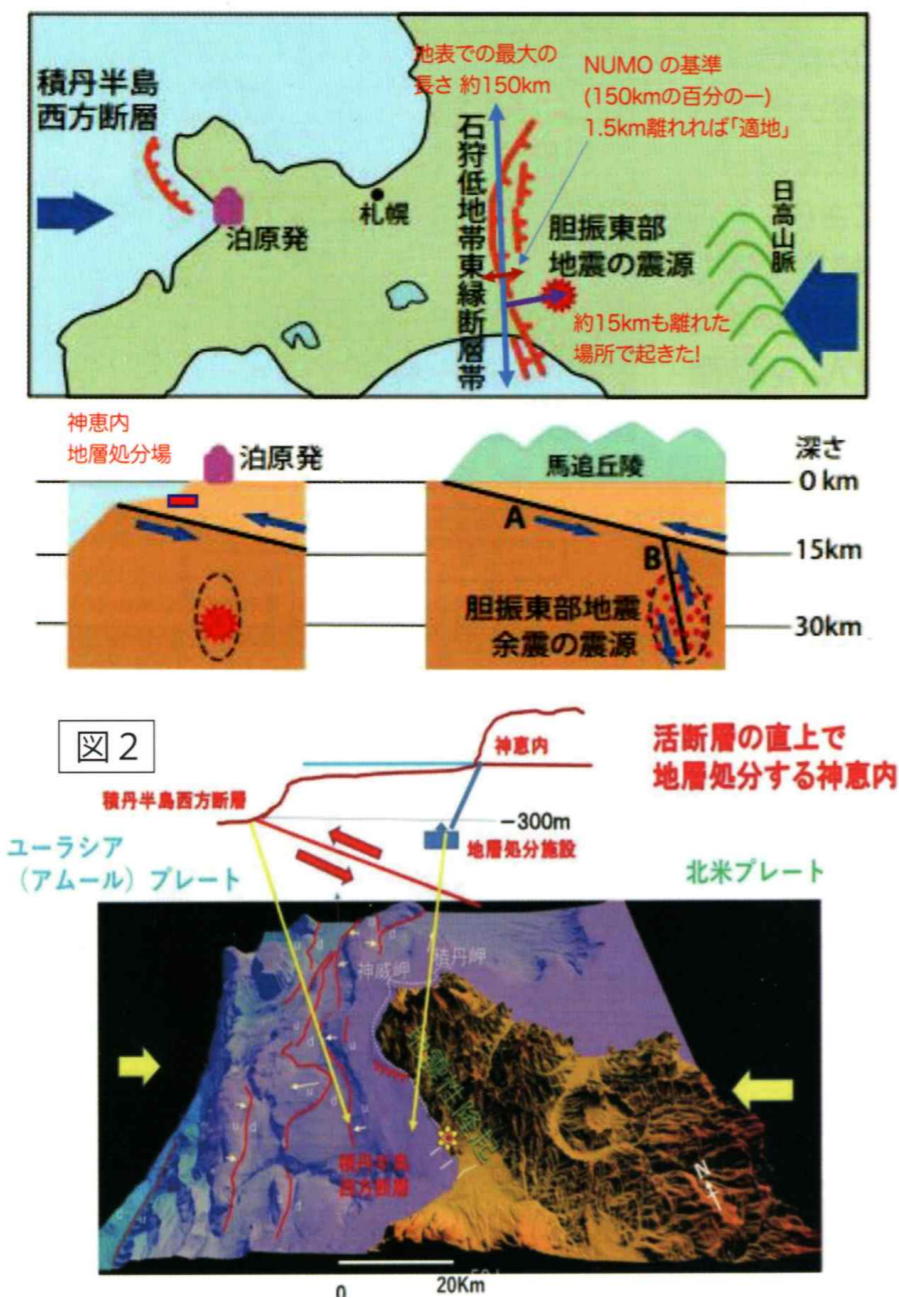 積丹半島
西方断層
泊原発
札幌
地表での最大の
長さ 約150km
NUMO の基準
(150kmの百分の一)
1.5km離れれば「適地」
石狩低地帯東縁断層帯
胆振東部
地震の震源
約15kmも離れた
場所で起きた!
日高山脈
神恵内
地層処分場
泊原発
馬追丘陵
深さ
0 km
A
15km
B
胆振東部地震
余震の震源
30km
図2
神恵内
活断層の直上で
地層処分する神恵内
積丹半島西方断層
-300m
地層処分施設
ユーラシア
(アムール)プレート
北米プレート
神威岬
積丹岬
積丹半島
西方断層
N
0
20Km